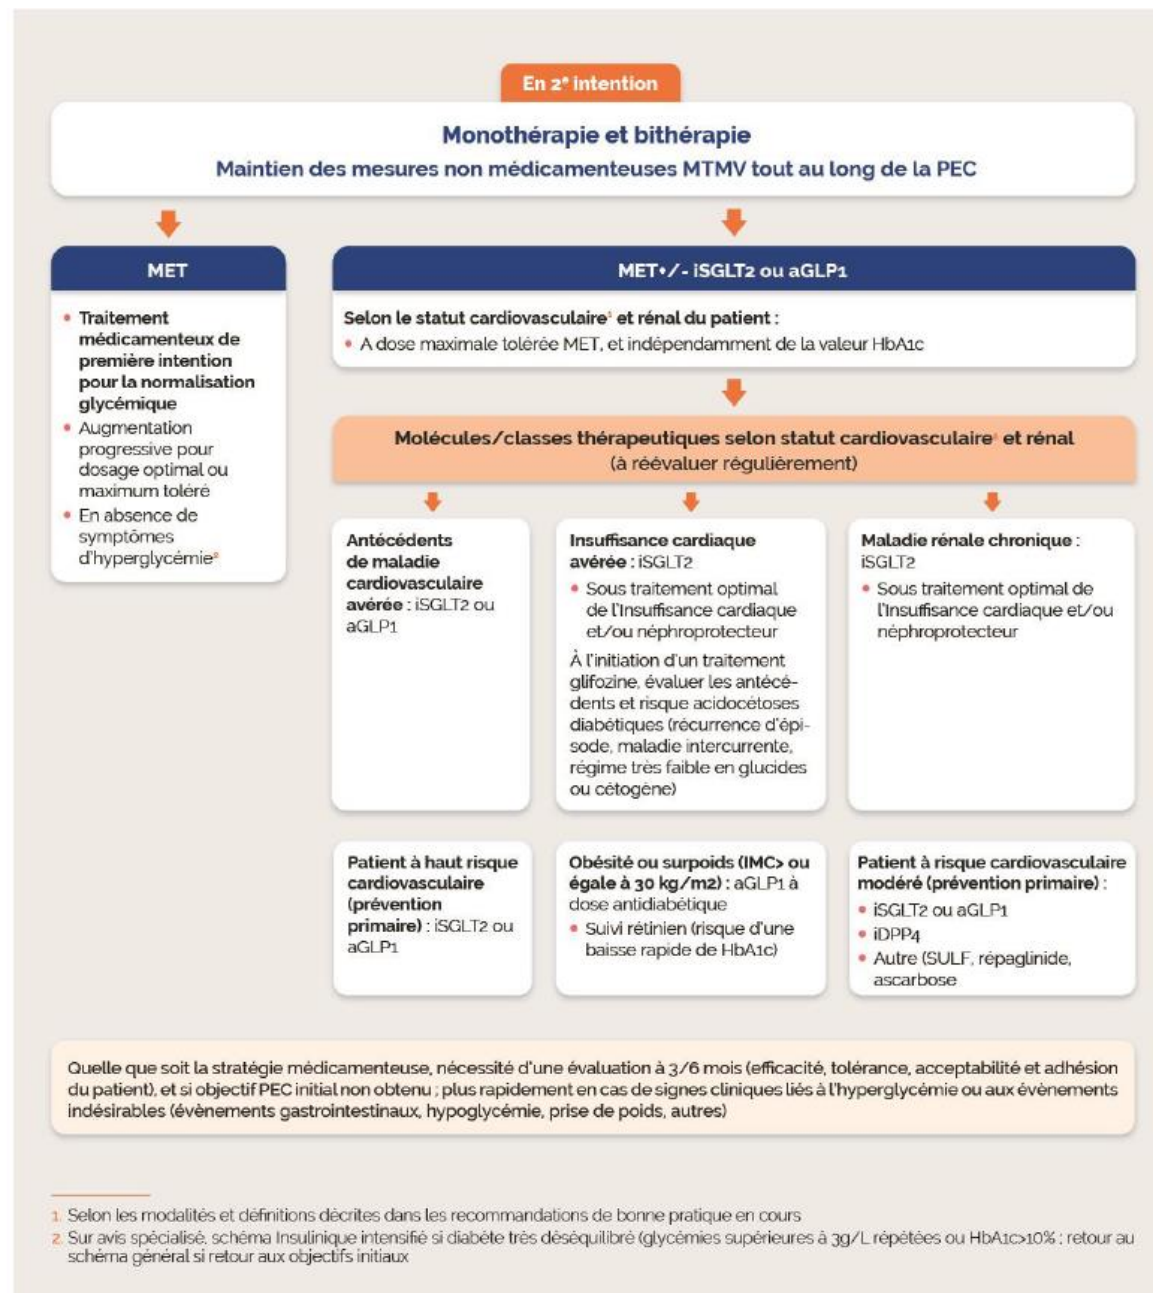 En 2ᵉ intention
Monothérapie et bithérapie
Maintien des mesures non médicamenteuses MTMV tout au long de la PEC
MET
• Traitement
médicamenteux de
première intention
pour la normalisation
glycémique
• Augmentation
progressive pour
dosage optimal ou
maximum toléré
• En absence de
symptômes
d'hyperglycémie²
MET+/- iSGLT2 ou aGLP1
Selon le statut cardiovasculaire¹ et rénal du patient :
• A dose maximale tolérée MET, et indépendamment de la valeur HbA1c
Molécules/classes thérapeutiques selon statut cardiovasculaire¹ et rénal
(à réévaluer régulièrement)
Antécédents
de maladie
cardiovasculaire
avérée : iSGLT2 ou
aGLP1
Insuffisance cardiaque
avérée : iSGLT2
• Sous traitement optimal
de l'Insuffisance cardiaque
et/ou néphroprotecteur
À l'initiation d'un traitement
glifozine, évaluer les antécé-
dents et risque acidocétoses
diabétiques (récurrence d'épi-
sode, maladie intercurrente,
régime très faible en glucides
ou cétogène)
Maladie rénale chronique :
iSGLT2
• Sous traitement optimal de
l'Insuffisance cardiaque et/ou
néphroprotecteur
Patient à haut risque
cardiovasculaire
(prévention
primaire) : iSGLT2 ou
aGLP1
Obésité ou surpoids (IMC> ou
égale à 30 kg/m2) : aGLP1 à
dose antidiabétique
• Suivi rétinien (risque d'une
baisse rapide de HbA1c)
Patient à risque cardiovasculaire
modéré (prévention primaire) :
• iSGLT2 ou aGLP1
• iDPP4
• Autre (SULF, répaglinide,
ascarbose
Quelle que soit la stratégie médicamenteuse, nécessité d'une évaluation à 3/6 mois (efficacité, tolérance, acceptabilité et adhésion
du patient), et si objectif PEC initial non obtenu ; plus rapidement en cas de signes cliniques liés à l'hyperglycémie ou aux évènements
indésirables (évènements gastrointestinaux, hypoglycémie, prise de poids, autres)
1. Selon les modalités et définitions décrites dans les recommandations de bonne pratique en cours
2. Sur avis spécialisé, schéma Insulinique intensifié si diabète très déséquilibré (glycémies supérieures à 3g/L répétées ou HbA1c>10% ; retour au
schéma général si retour aux objectifs initiaux